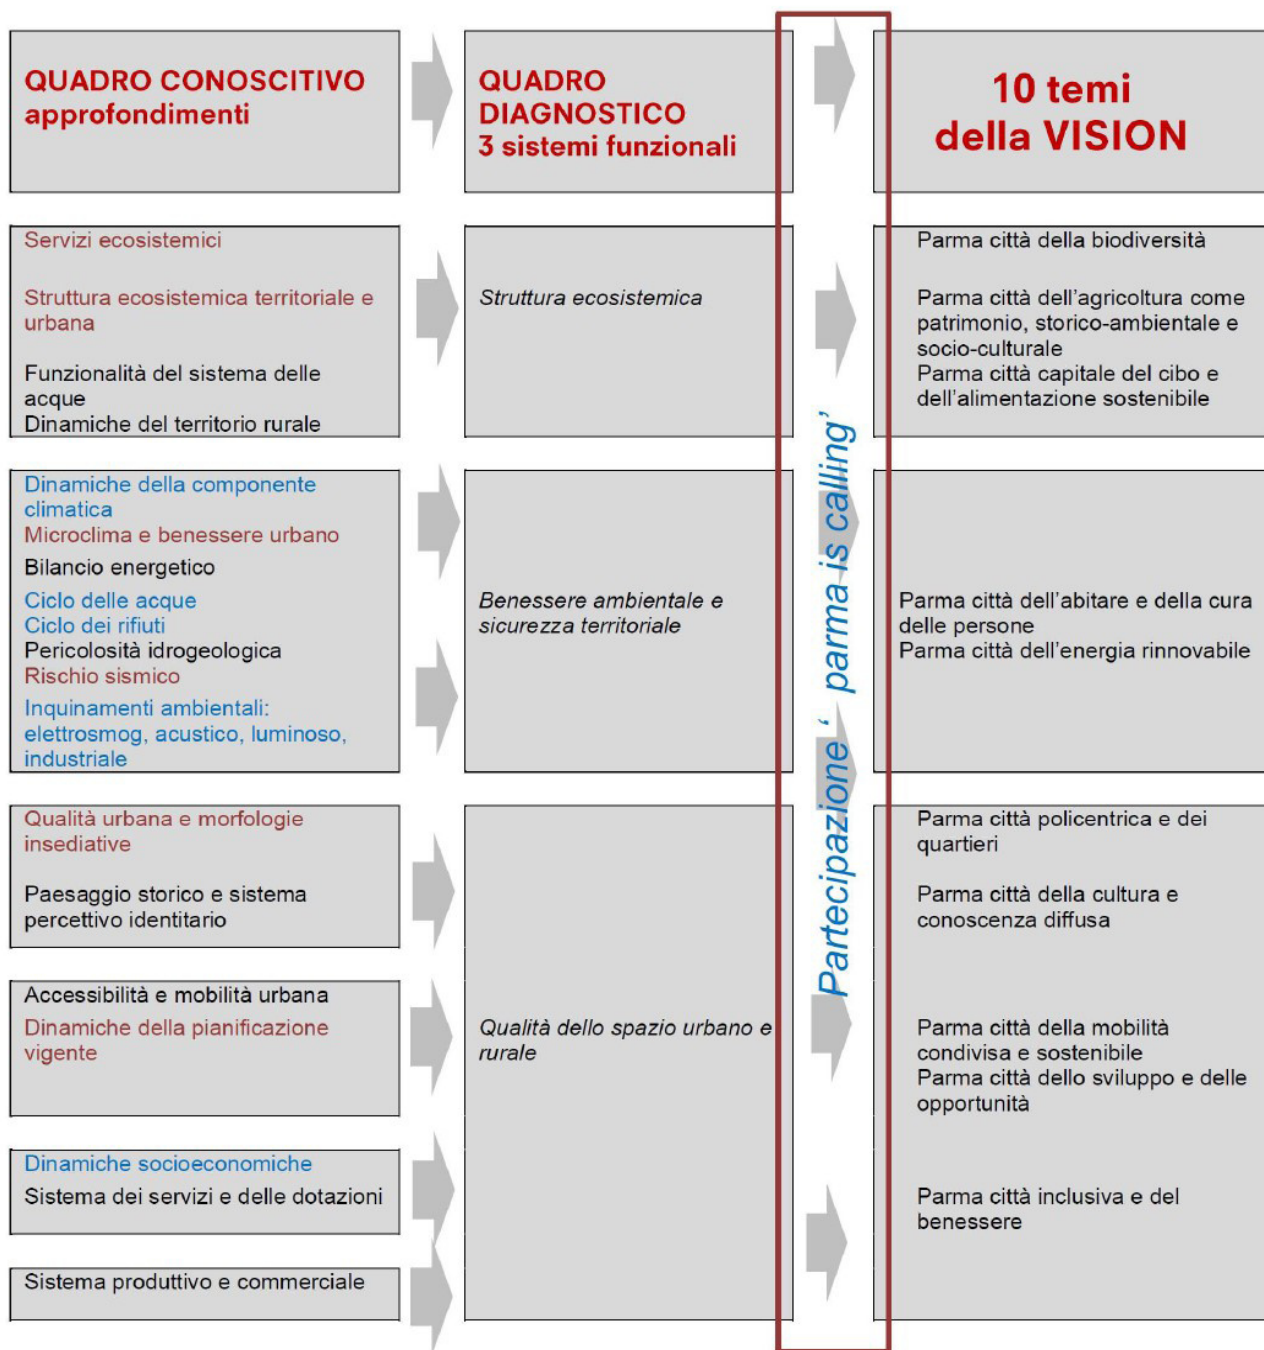 QUADRO CONOSCITIVO
approfondimenti
QUADRO
DIAGNOSTICO
3 sistemi funzionali
10 temi
della VISION
Servizi ecosistemici
Struttura ecosistemica territoriale e
urbana
Funzionalità del sistema delle
acque
Dinamiche del territorio rurale
Struttura ecosistemica
Parma città della biodiversità
Parma città dell'agricoltura come
patrimonio, storico-ambientale e
socio-culturale
Parma città capitale del cibo e
dell'alimentazione sostenibile
Dinamiche della componente
climatica
Microclima e benessere urbano
Bilancio energetico
Ciclo delle acque
Ciclo dei rifiuti
Pericolosità idrogeologica
Rischio sismico
Inquinamenti ambientali:
elettrosmog, acustico, luminoso,
industriale
Benessere ambientale e
sicurezza territoriale
Parma città dell'abitare e della cura
delle persone
Parma città dell'energia rinnovabile
Partecipazione ‘ parma is calling’
Qualità urbana e morfologie
insediative
Paesaggio storico e sistema
percettivo identitario
Accessibilità e mobilità urbana
Dinamiche della pianificazione
vigente
Dinamiche socioeconomiche
Sistema dei servizi e delle dotazioni
Sistema produttivo e commerciale
Qualità dello spazio urbano e
rurale
Parma città policentrica e dei
quartieri
Parma città della cultura e
conoscenza diffusa
Parma città della mobilità
condivisa e sostenibile
Parma città dello sviluppo e delle
opportunità
Parma città inclusiva e del
benessere